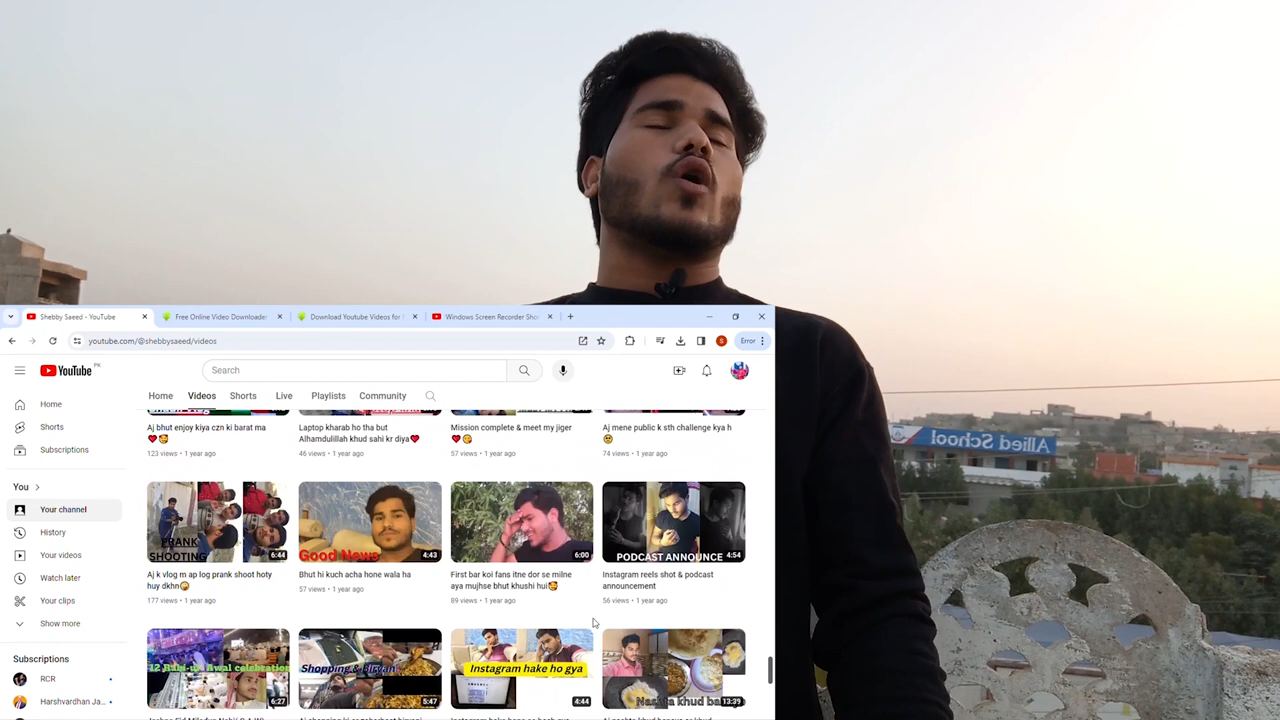 Shebby Saeed - YouTube
Free Online Video Downloader
Download Youtube Videos for
Windows Screen Recorder Sho
youtube.com/@shebbysaeed/videos
Error
YouTube PK
Search
S
Home Videos Shorts Live Playlists Community
Home
Shorts
Subscriptions
You
Your channel
History
Your videos
Watch later
Your clips
Show more
Subscriptions
RCR
Harshvardhan Ja...
Aj bhut enjoy kiya czn ki barat ma
123 views • 1 year ago
Laptop kharab ho tha but
Alhamdulillah khud sahi kr diya
46 views • 1 year ago
Mission complete & meet my jiger
57 views • 1 year ago
Aj mene public k sth challenge kya h
74 views • 1 year ago
PRANK
SHOOTING
6:44
Aj k vlog m ap log prank shoot hoty
huy dkhn
177 views • 1 year ago
Good News
4:43
Bhut hi kuch acha hone wala ha
57 views • 1 year ago
6:00
First bar koi fans itne dor se milne
aya mujhse bhut khushi hui
89 views • 1 year ago
PODCAST ANNOUNCE
4:54
Instagram reels shot & podcast
announcement
56 views • 1 year ago
12 Rabi-ul-Awal celebration
6:27
Shopping & Biryani
5:47
Instagram hake ho gya
4:44
khud
13:39
Allied School